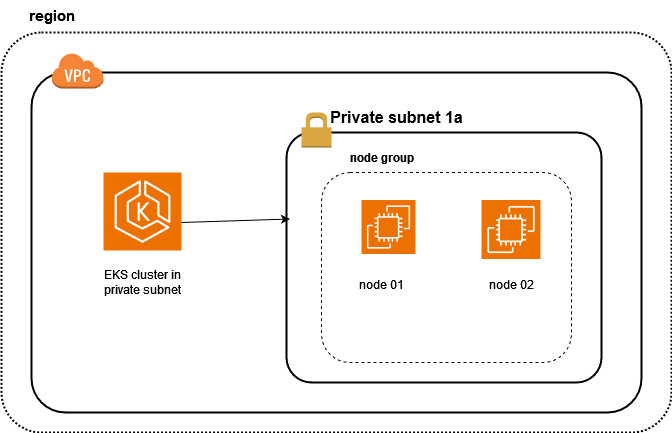 region
VPC
Private subnet 1a
node group
K
EKS cluster in
private subnet
node 01
node 02